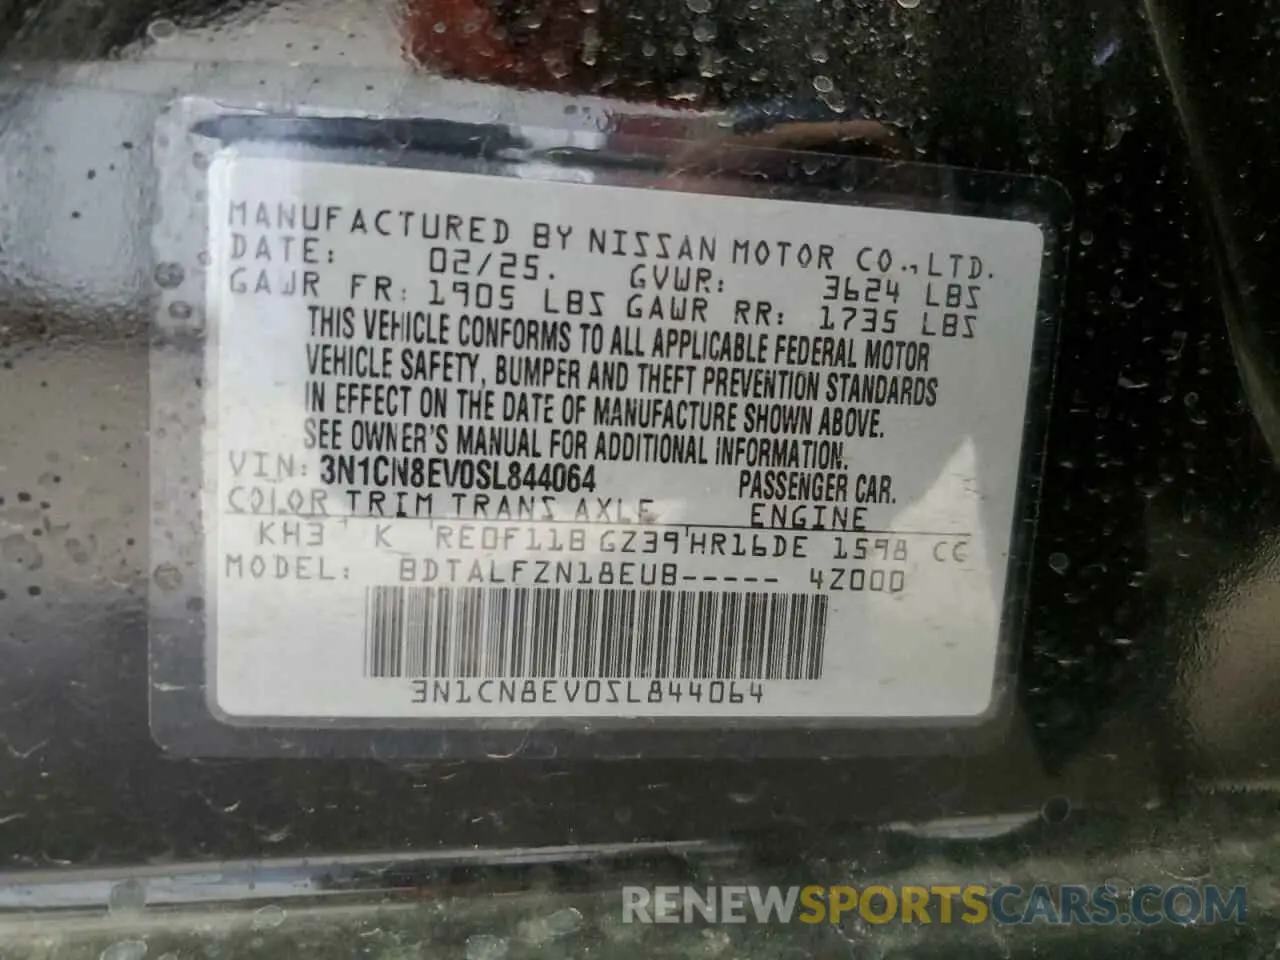 MANUFACTURED BY NISSAN MOTOR CO., LTD.
DATE: 02/25. GVWR: 3624 LBS
GAWR FR: 1905 LBS GAWR RR: 1735 LBS
THIS VEHICLE CONFORMS TO ALL APPLICABLE FEDERAL MOTOR
VEHICLE SAFETY, BUMPER AND THEFT PREVENTION STANDARDS
IN EFFECT ON THE DATE OF MANUFACTURE SHOWN ABOVE.
SEE OWNER'S MANUAL FOR ADDITIONAL INFORMATION.
VIN: 3N1CN8EV0SL844064 PASSENGER CAR.
COLOR TRIM TRANS AXLE ENGINE
KH3 K RE0F11B GZ39 HR16DE 1598 CC
MODEL: BDTALFZN18EUB----- 4Z000
3N1CN8EV0SL844064
RENEWSPORTSCARS.COM